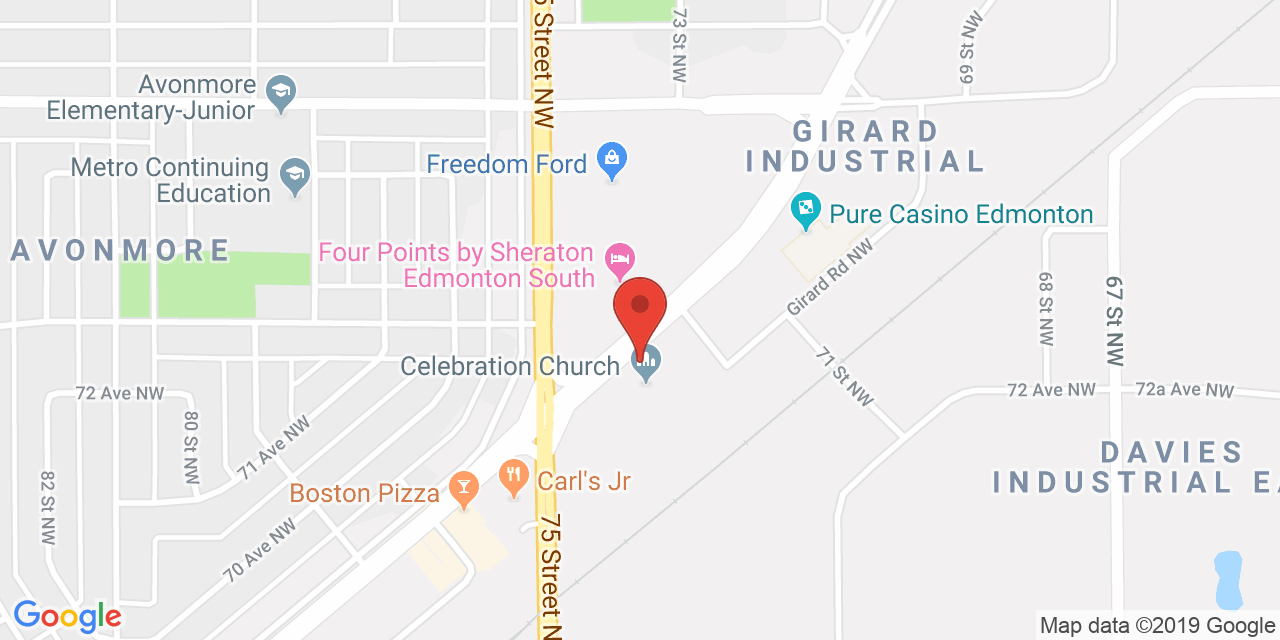 5 Street NW
73 St NW
69 St NW
Avonmore
Elementary-Junior
GIRARD
INDUSTRIAL
Metro Continuing
Education
Freedom Ford
Pure Casino Edmonton
AVONMORE
Four Points by Sheraton
Edmonton South
Girard Rd NW
68 St NW
67 St NW
Celebration Church
71 St NW
72 Ave NW
72 Ave NW
72a Ave NW
80 St NW
71 Ave NW
82 St NW
DAVIES
INDUSTRIAL EA
Boston Pizza
Carl's Jr
70 Ave NW
75 Street N
Google
Map data ©2019 Google